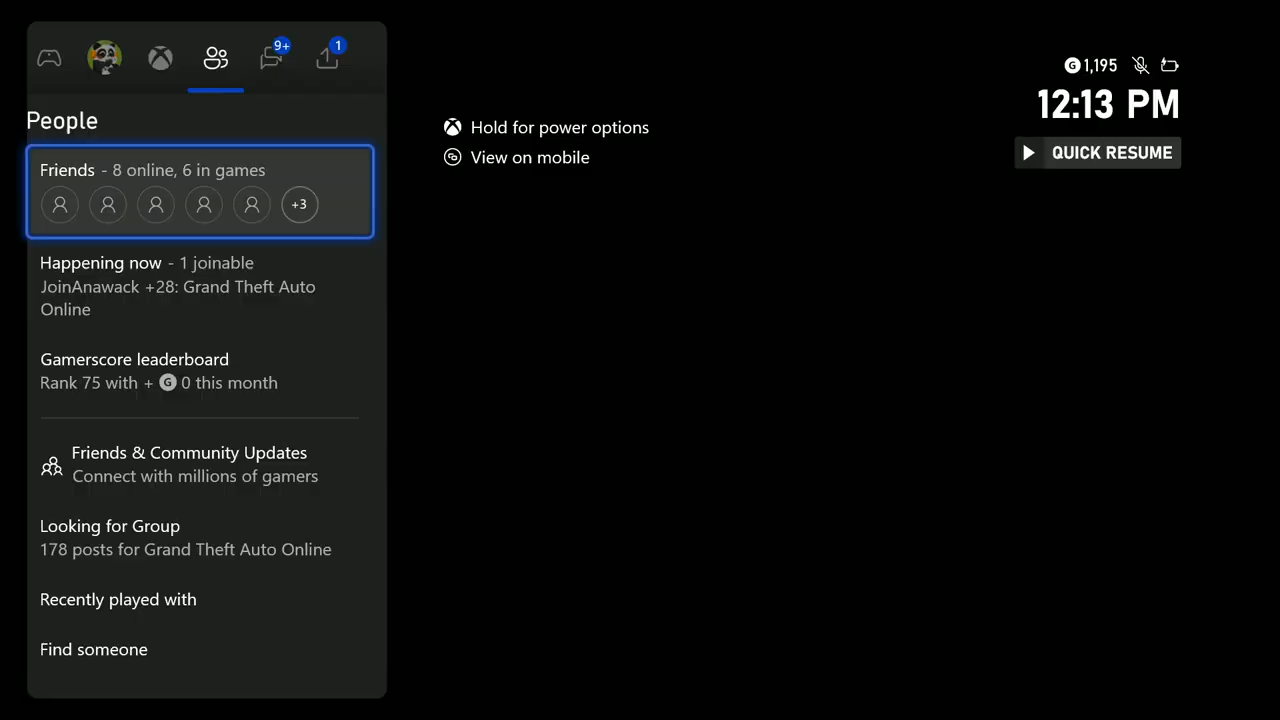 9+
1
People
Friends - 8 online, 6 in games
+3
Happening now - 1 joinable
JoinAnawack +28: Grand Theft Auto
Online
Gamerscore leaderboard
Rank 75 with + G 0 this month
Friends & Community Updates
Connect with millions of gamers
Looking for Group
178 posts for Grand Theft Auto Online
Recently played with
Find someone
Hold for power options
View on mobile
G 1,195
12:13 PM
QUICK RESUME